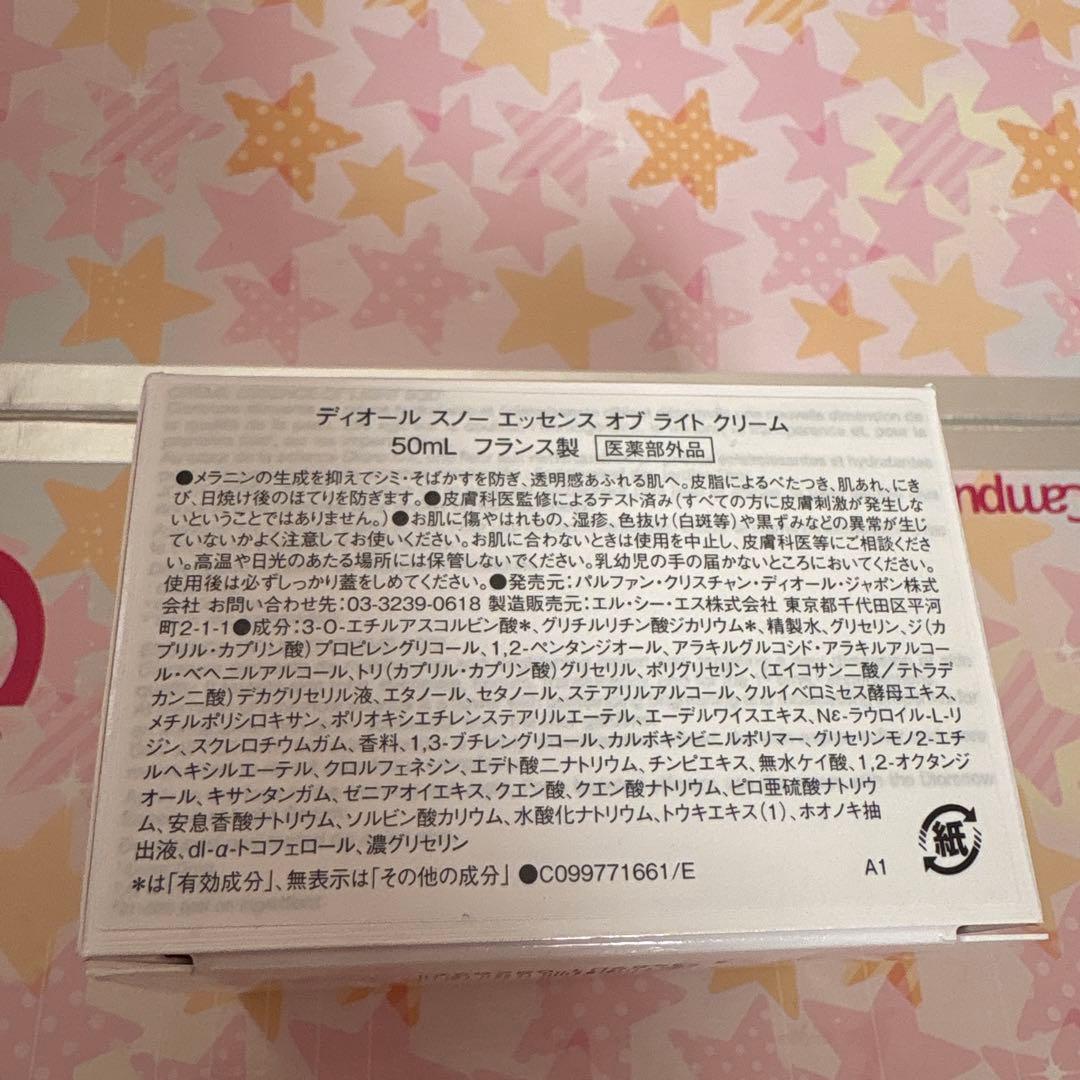 ディオール スノー エッセンス オブ ライト クリーム
50mL フランス製 医薬部外品
●メラニンの生成を抑えてシミ・そばかすを防ぎ、透明感あふれる肌へ。皮脂によるべたつき、肌あれ、にき
び、日焼け後のほてりを防ぎます。●皮膚科医監修によるテスト済み(すべての方に皮膚刺激が発生しな
いということではありません。)●お肌に傷やはれもの、湿疹、色抜け(白斑等)や黒ずみなどの異常が生じ
ていないかよく注意してお使いください。お肌に合わないときは使用を中止し、皮膚科医等にご相談くださ
い。高温や日光のあたる場所には保管しないでください。乳幼児の手の届かないところにおいてください。
使用後は必ずしっかり蓋をしめてください。●発売元:パルファン・クリスチャン・ディオール・ジャポン株式
会社 お問い合わせ先:03-3239-0618 製造販売元:エル・シー・エス株式会社 東京都千代田区平河
町2-1-1●成分:3-O-エチルアスコルビン酸*、グリチルリチン酸ジカリウム*、精製水、グリセリン、ジ(カ
プリル・カプリン酸)プロピレングリコール、1,2-ペンタンジオール、アラキルグルコシド・アラキルアルコー
ル・ベヘニルアルコール、トリ(カプリル・カプリン酸)グリセリル、ポリグリセリン、(エイコサン二酸/テトラデ
カン二酸)デカグリセリル液、エタノール、セタノール、ステアリルアルコール、クルイベロミセス酵母エキス、
メチルポリシロキサン、ポリオキシエチレンステアリルエーテル、エーデルワイスエキス、Nε-ラウロイル-L-リ
ジン、スクレロチウムガム、香料、1,3-ブチレングリコール、カルボキシビニルポリマー、グリセリンモノ2-エチ
ルヘキシルエーテル、クロルフェネシン、エデト酸二ナトリウム、チンピエキス、無水ケイ酸、1,2-オクタンジ
オール、キサンタンガム、ゼニアオイエキス、クエン酸、クエン酸ナトリウム、ピロ亜硫酸ナトリウ
ム、安息香酸ナトリウム、ソルビン酸カリウム、水酸化ナトリウム、トウキエキス(1)、ホオノキ抽
出液、dl-α-トコフェロール、濃グリセリン
*は「有効成分」、無表示は「その他の成分」 ●C099771661/E
A1
紙
Campu